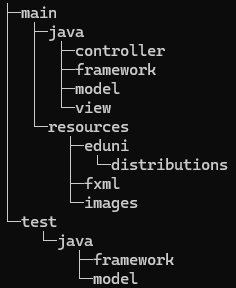 main
java
controller
framework
model
view
resources
eduni
distributions
fxml
images
test
java
framework
model